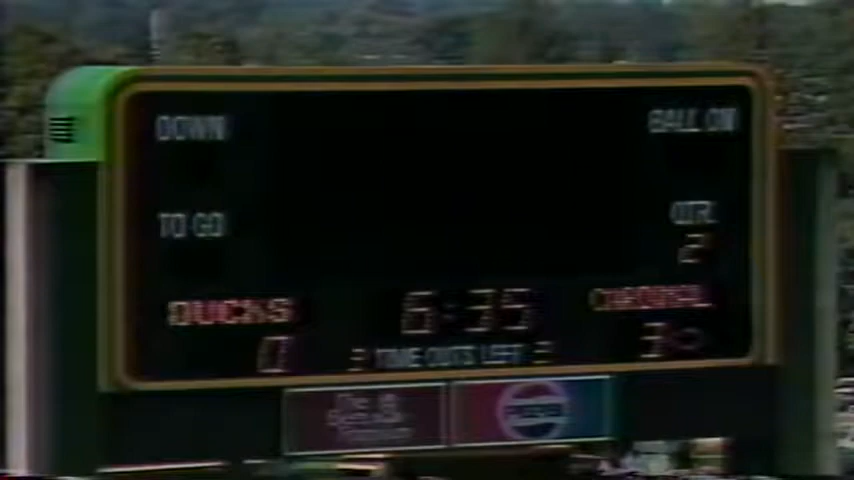 DOWN
BALL ON
TO GO
QTR
2
DUCKS
6:35
CARDINAL
0
3 TIME OUTS LEFT 3
3
PEPSI